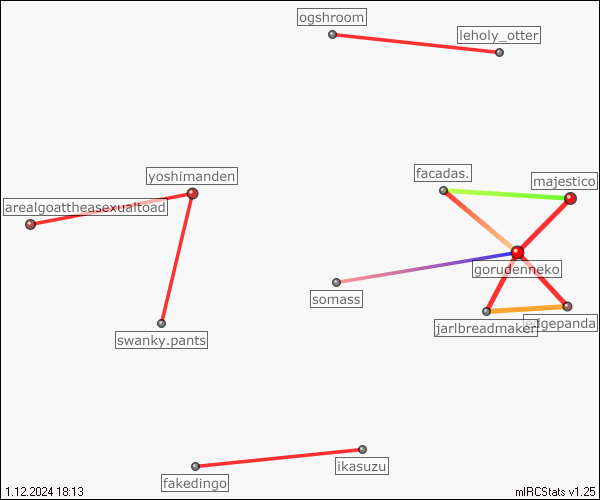 ogshroom
leholy_otter
facadas.
yoshimanden
majestico
arealgoattheasexualtoad
gorudenneko
somass
edgepanda
jarlbreadmaker
swanky.pants
ikasuzu
fakedingo
1.12.2024 18:13
mIRCStats v1.25